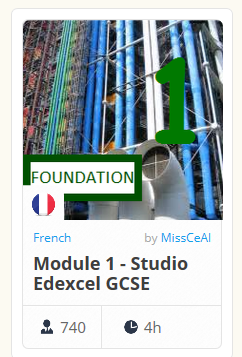 1
FOUNDATION
French by MissCeAl
Module 1 - Studio
Edexcel GCSE
740 4h